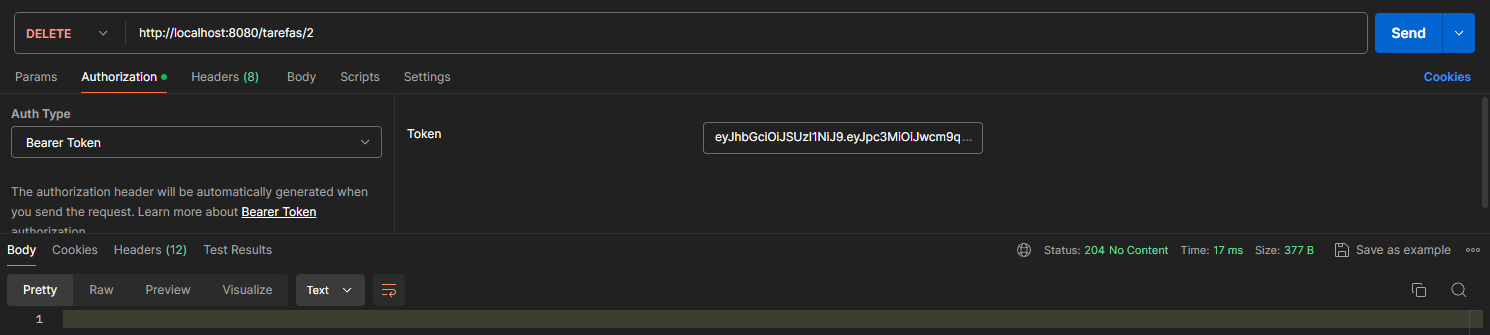 DELETE http://localhost:8080/tarefas/2 Send
Params Authorization Headers (8) Body Scripts Settings Cookies
Auth Type
Bearer Token
Token eyJhbGciOiJSUzI1NiJ9.eyJpc3MiOiJwcm9q...
The authorization header will be automatically generated when
you send the request. Learn more about Bearer Token
authorization.
Body Cookies Headers (12) Test Results Status: 204 No Content Time: 17 ms Size: 377 B Save as example
Pretty Raw Preview Visualize Text
1